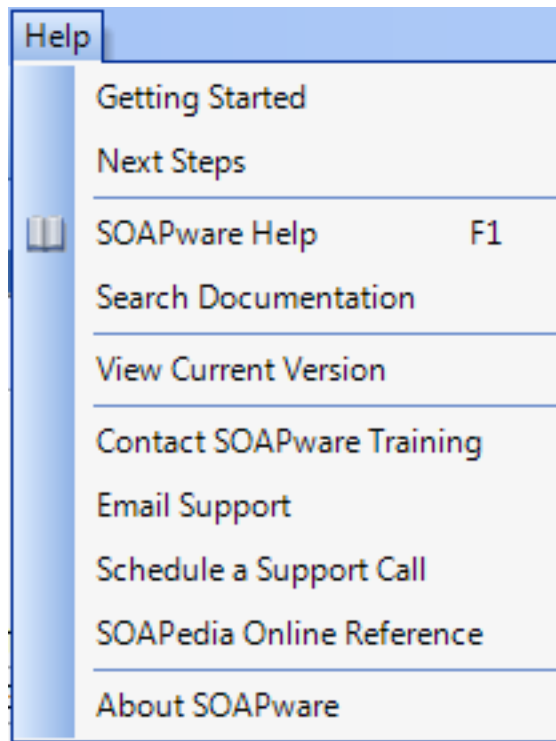 Help
Getting Started
Next Steps
SOAPware Help F1
Search Documentation
View Current Version
Contact SOAPware Training
Email Support
Schedule a Support Call
SOAPedia Online Reference
About SOAPware